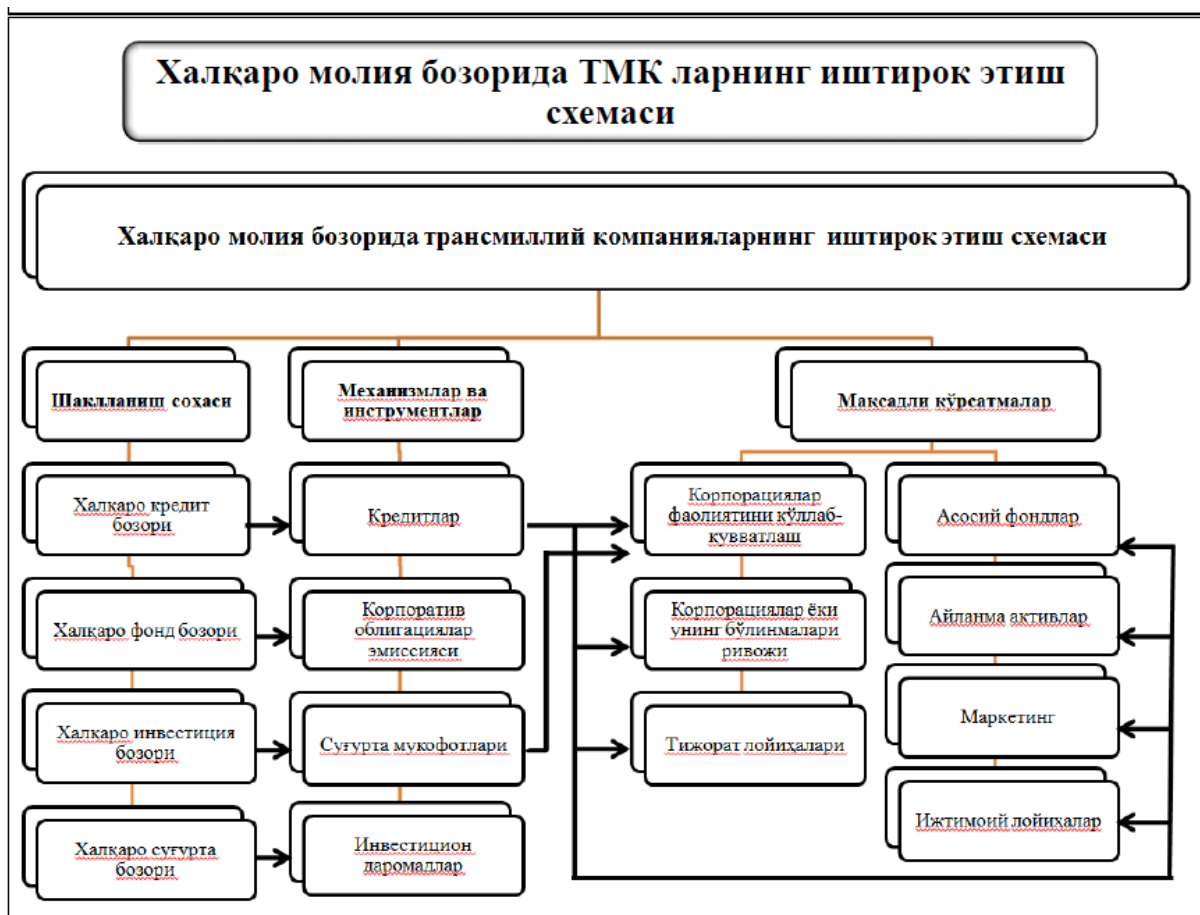 Халқаро молия бозорида ТМК ларнинг иштирок этиш
схемаси
Халқаро молия бозорида трансмиллий компанияларнинг иштирок этиш схемаси
Шаклланиш соҳаси
Механизмлар ва
инструментлар
Мақсадли кўрсатмалар
Халқаро кредит
бозори
Кредитлар
Корпорациялар
фаолиятини қўллаб-
қувватлаш
Асосий фондлар
Халқаро фонд бозори
Корпоратив
облигациялар
эмиссияси
Корпорациялар ёки
унинг бўлинмалари
ривожи
Айланма активлар
Халқаро инвестиция
бозори
Суғурта мукофотлари
Тижорат лойиҳалари
Маркетинг
Халқаро суғурта
бозори
Инвестицион
даромадлар
Ижтимоий лойиҳалар